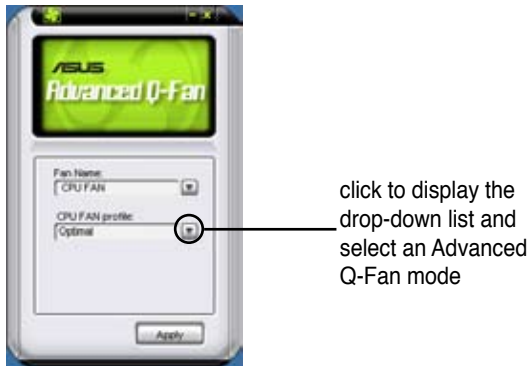 ASUS
Advanced Q-Fan
Fan Name:
CPU FAN
CPU FAN profile:
Optimal
Apply
click to display the
drop-down list and
select an Advanced
Q-Fan mode